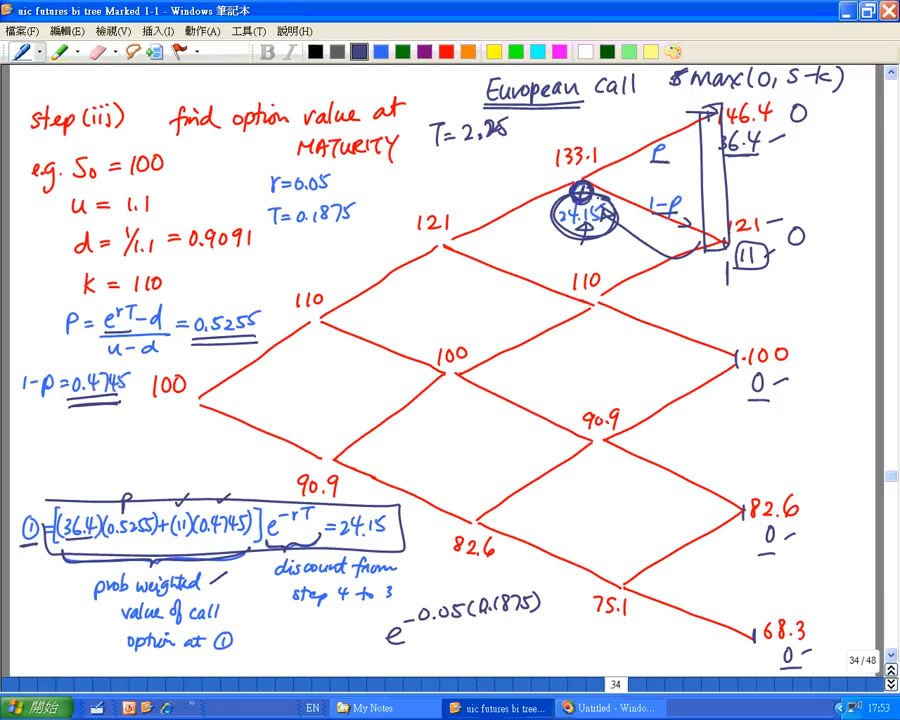 uic futures bi tree Marked 1-1 - Windows 筆記本
檔案(F) 編輯(E) 檢視(V) 插入(I) 動作(A) 工具(T) 說明(H)
B I
European call
max(0, S-K)
step(iii) find option value at
MATURITY
T=2.25
e.g. S₀ = 100
u = 1.1
d = 1/1.1 = 0.9091
K = 110
r=0.05
T=0.1875
P = e^rT - d / u - d = 0.5255
1-p = 0.4745
100
110
90.9
121
100
82.6
133.1
24.15
110
90.9
75.1
P
1-P
146.4 0
36.4
121 0
11
100
0
82.6
0
68.3
0
P
① = [(36.4)(0.5255)+(11)(0.4745)] e^-rT = 24.15
prob weighted
value of call
option at ①
discount from
step 4 to 3
e^-0.05(0.1875)
34 / 48
34
開始
EN
My Notes
uic futures bi tree...
Untitled - Windows...
17:53